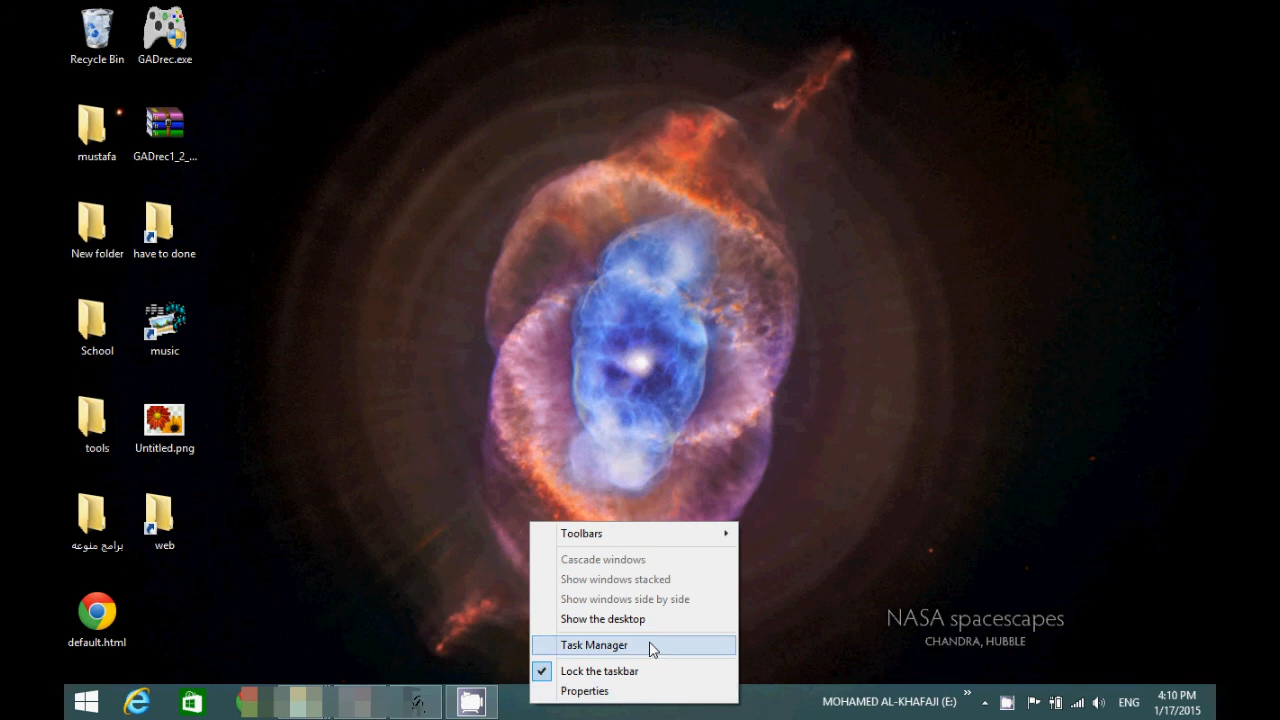 Recycle Bin
GADrec.exe
mustafa
GADrec1_2_...
New folder
have to done
School
music
tools
Untitled.png
برامج منوعه
web
default.html
Toolbars
Cascade windows
Show windows stacked
Show windows side by side
Show the desktop
Task Manager
Lock the taskbar
Properties
NASA spacescapes
CHANDRA, HUBBLE
MOHAMED AL-KHAFAJI (E:)
ENG
4:10 PM
1/17/2015